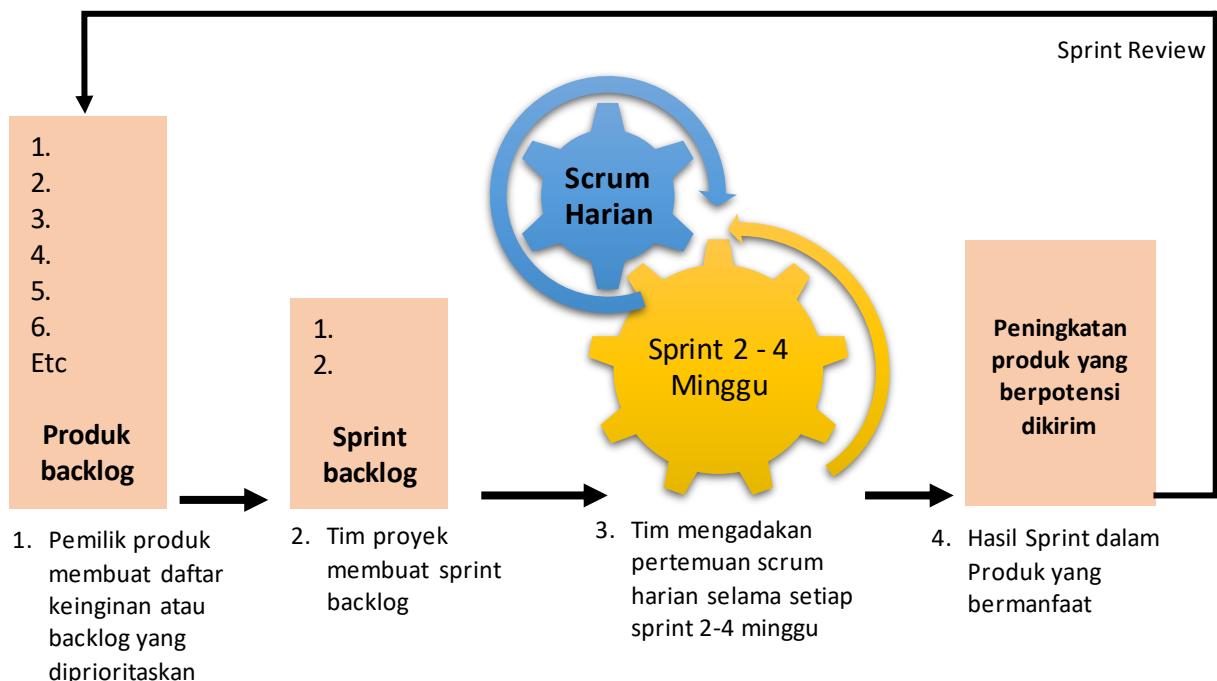 Sprint Review
1.
2.
3.
4.
5.
6.
Etc
Produk
backlog
1.
2.
Sprint
backlog
Scrum
Harian
Sprint 2 - 4
Minggu
Peningkatan
produk yang
berpotensi
dikirim
1. Pemilik produk
membuat daftar
keinginan atau
backlog yang
diprioritaskan
2. Tim proyek
membuat sprint
backlog
3. Tim mengadakan
pertemuan scrum
harian selama setiap
sprint 2-4 minggu
4. Hasil Sprint dalam
Produk yang
bermanfaat